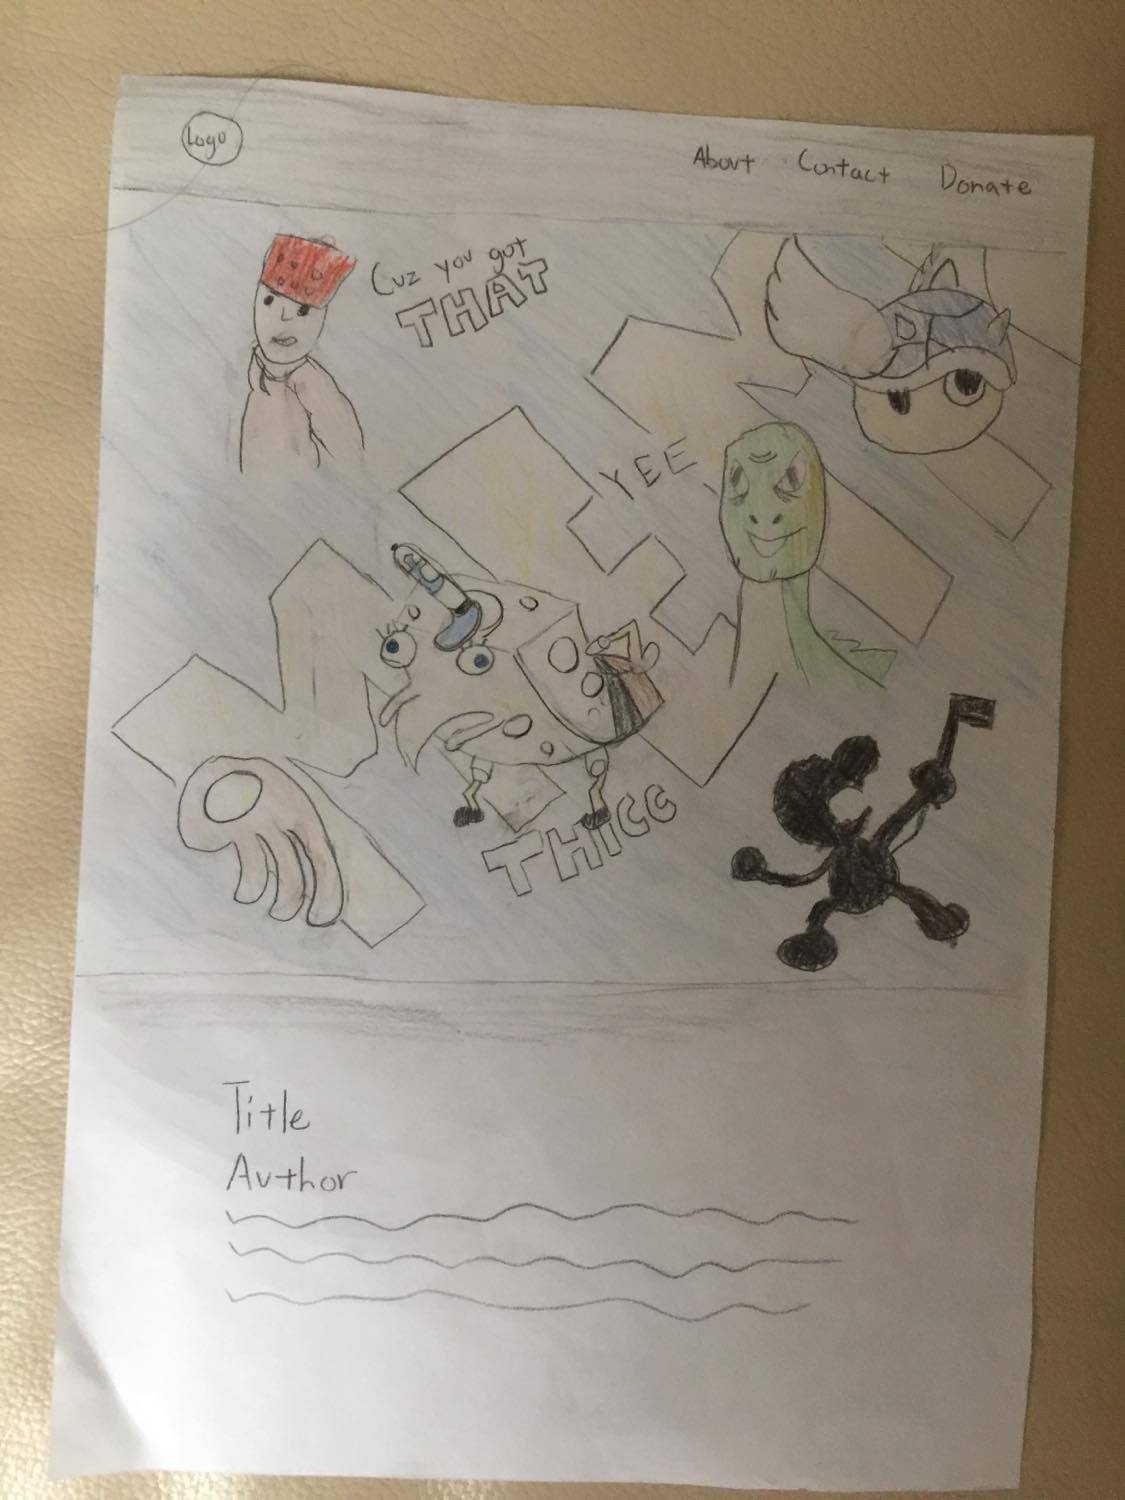 Logo
About Contact Donate
Cuz you got
THAT
YEE
THICC
Title
Author